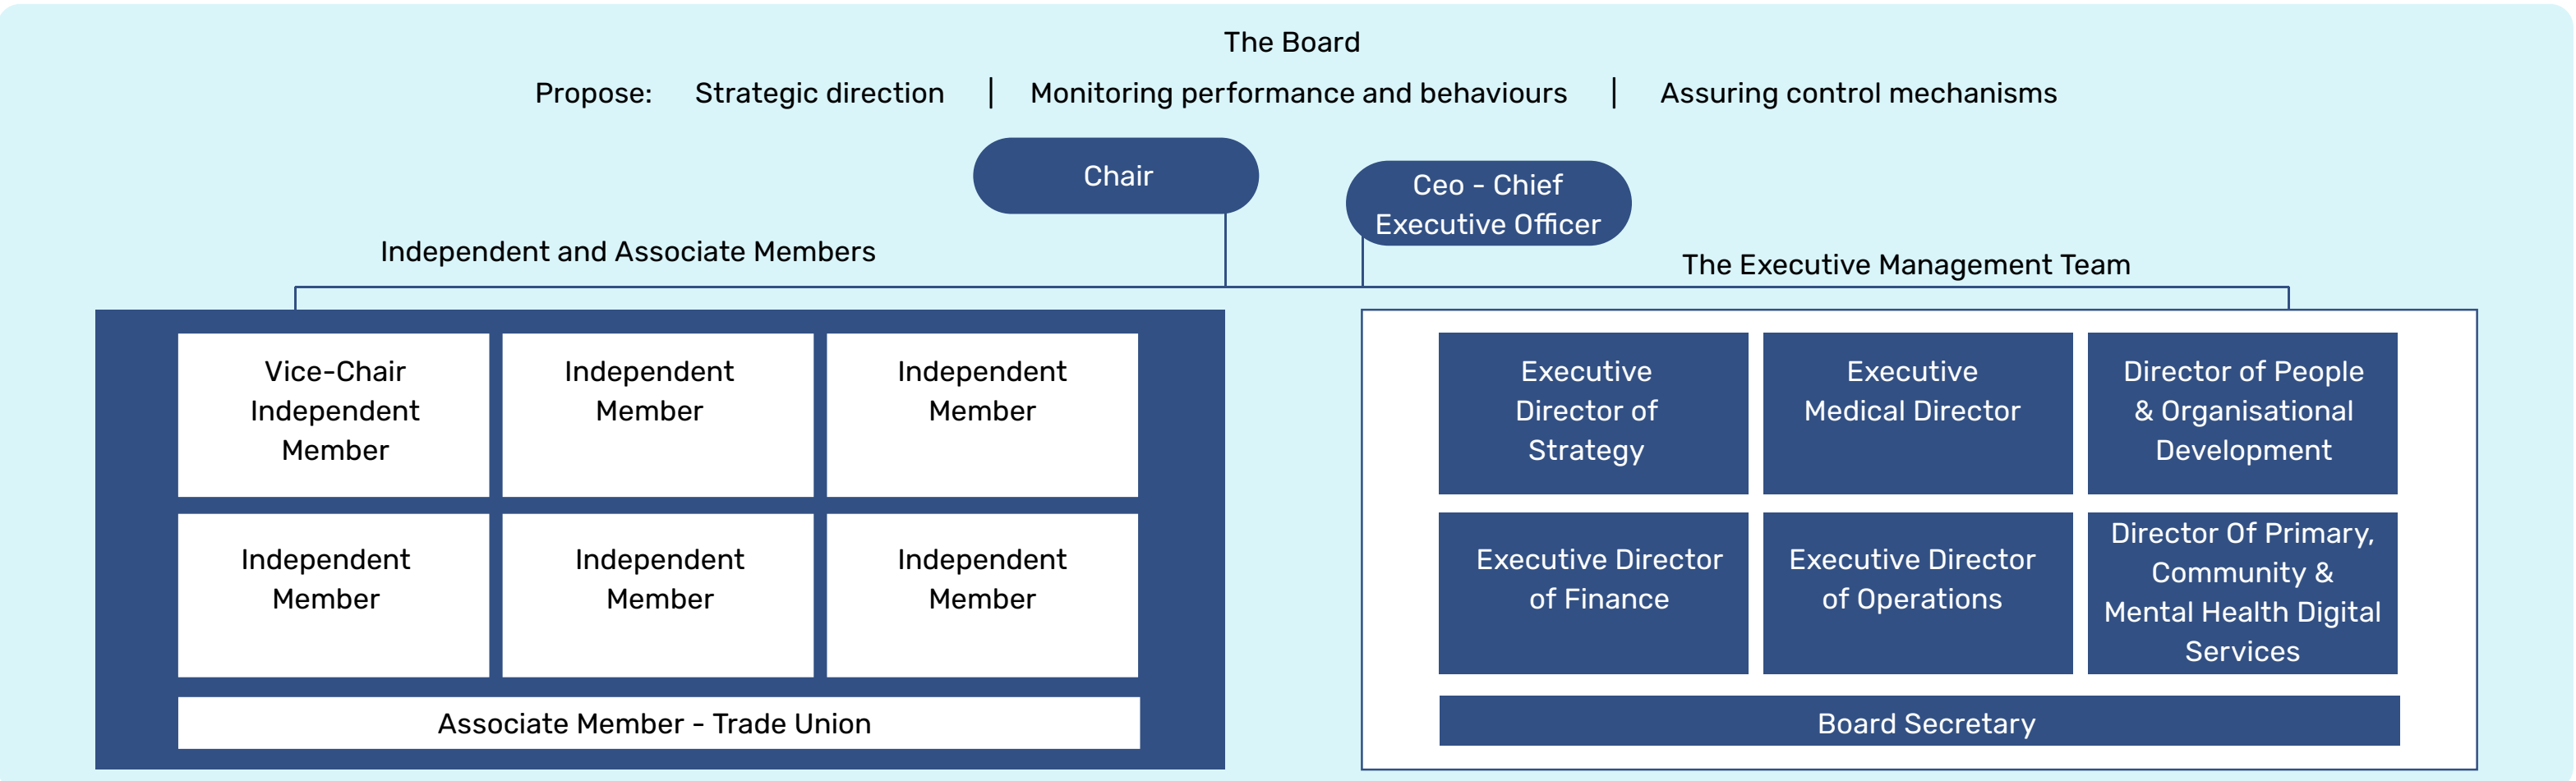 The Board
Propose: Strategic direction | Monitoring performance and behaviours | Assuring control mechanisms
Chair
Ceo - Chief
Executive Officer
Independent and Associate Members
The Executive Management Team
Vice-Chair
Independent
Member
Independent
Member
Independent
Member
Independent
Member
Independent
Member
Independent
Member
Associate Member - Trade Union
Executive
Director of
Strategy
Executive
Medical Director
Director of People
& Organisational
Development
Executive Director
of Finance
Executive Director
of Operations
Director Of Primary,
Community &
Mental Health Digital
Services
Board Secretary